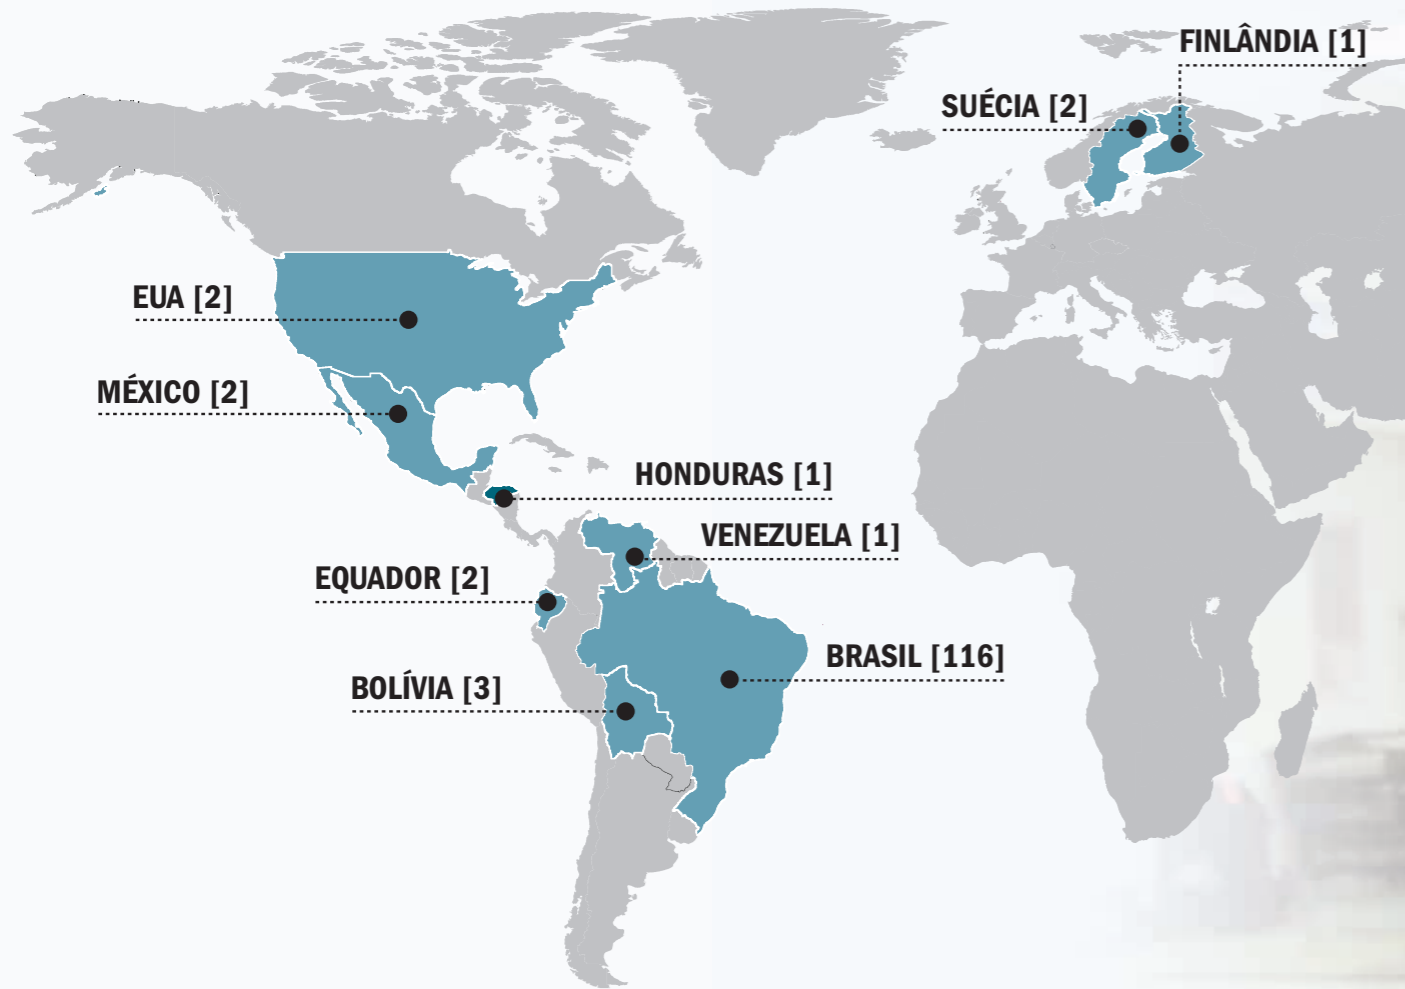 FINLÂNDIA [1]
SUÉCIA [2]
EUA [2]
MÉXICO [2]
HONDURAS [1]
VENEZUELA [1]
EQUADOR [2]
BRASIL [116]
BOLÍVIA [3]